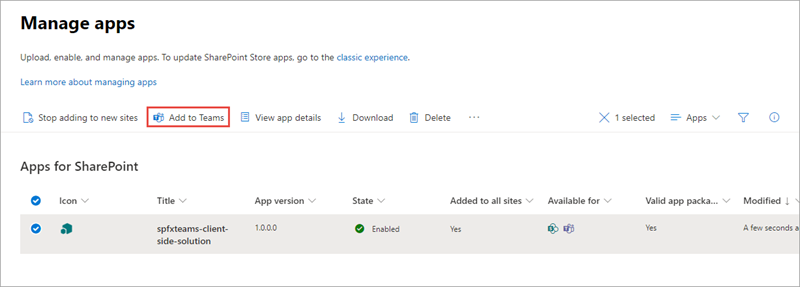 Manage apps
Upload, enable, and manage apps. To update SharePoint Store apps, go to the classic experience.
Learn more about managing apps
Stop adding to new sites Add to Teams View app details Download Delete ... 1 selected Apps
Apps for SharePoint
Icon Title App version State Added to all sites Available for Valid app packa... Modified
spfxteams-client-side-solution 1.0.0.0 Enabled Yes Yes A few seconds a